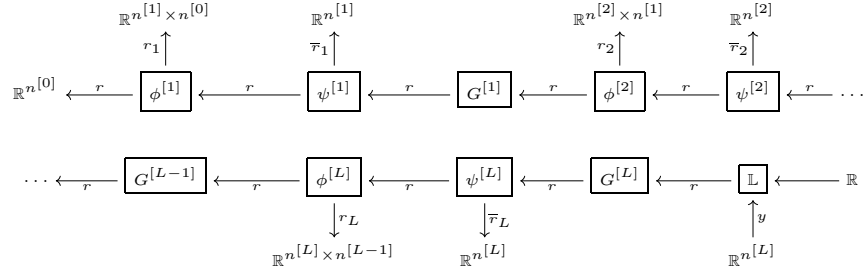 ℝ^{n^{[1]}×n^{[0]}} ℝ^{n^{[1]}} ℝ^{n^{[2]}×n^{[1]}} ℝ^{n^{[2]}}
r_1 r̅_1 r_2 r̅_2
ℝ^{n^{[0]}} r ϕ^{[1]} r ψ^{[1]} r G^{[1]} r ϕ^{[2]} r ψ^{[2]} r ⋯
⋯ r G^{[L−1]} r ϕ^{[L]} r ψ^{[L]} r G^{[L]} r 𝕃 ℝ
r_L r̅_L y
ℝ^{n^{[L]}×n^{[L−1]}} ℝ^{n^{[L]}} ℝ^{n^{[L]}}